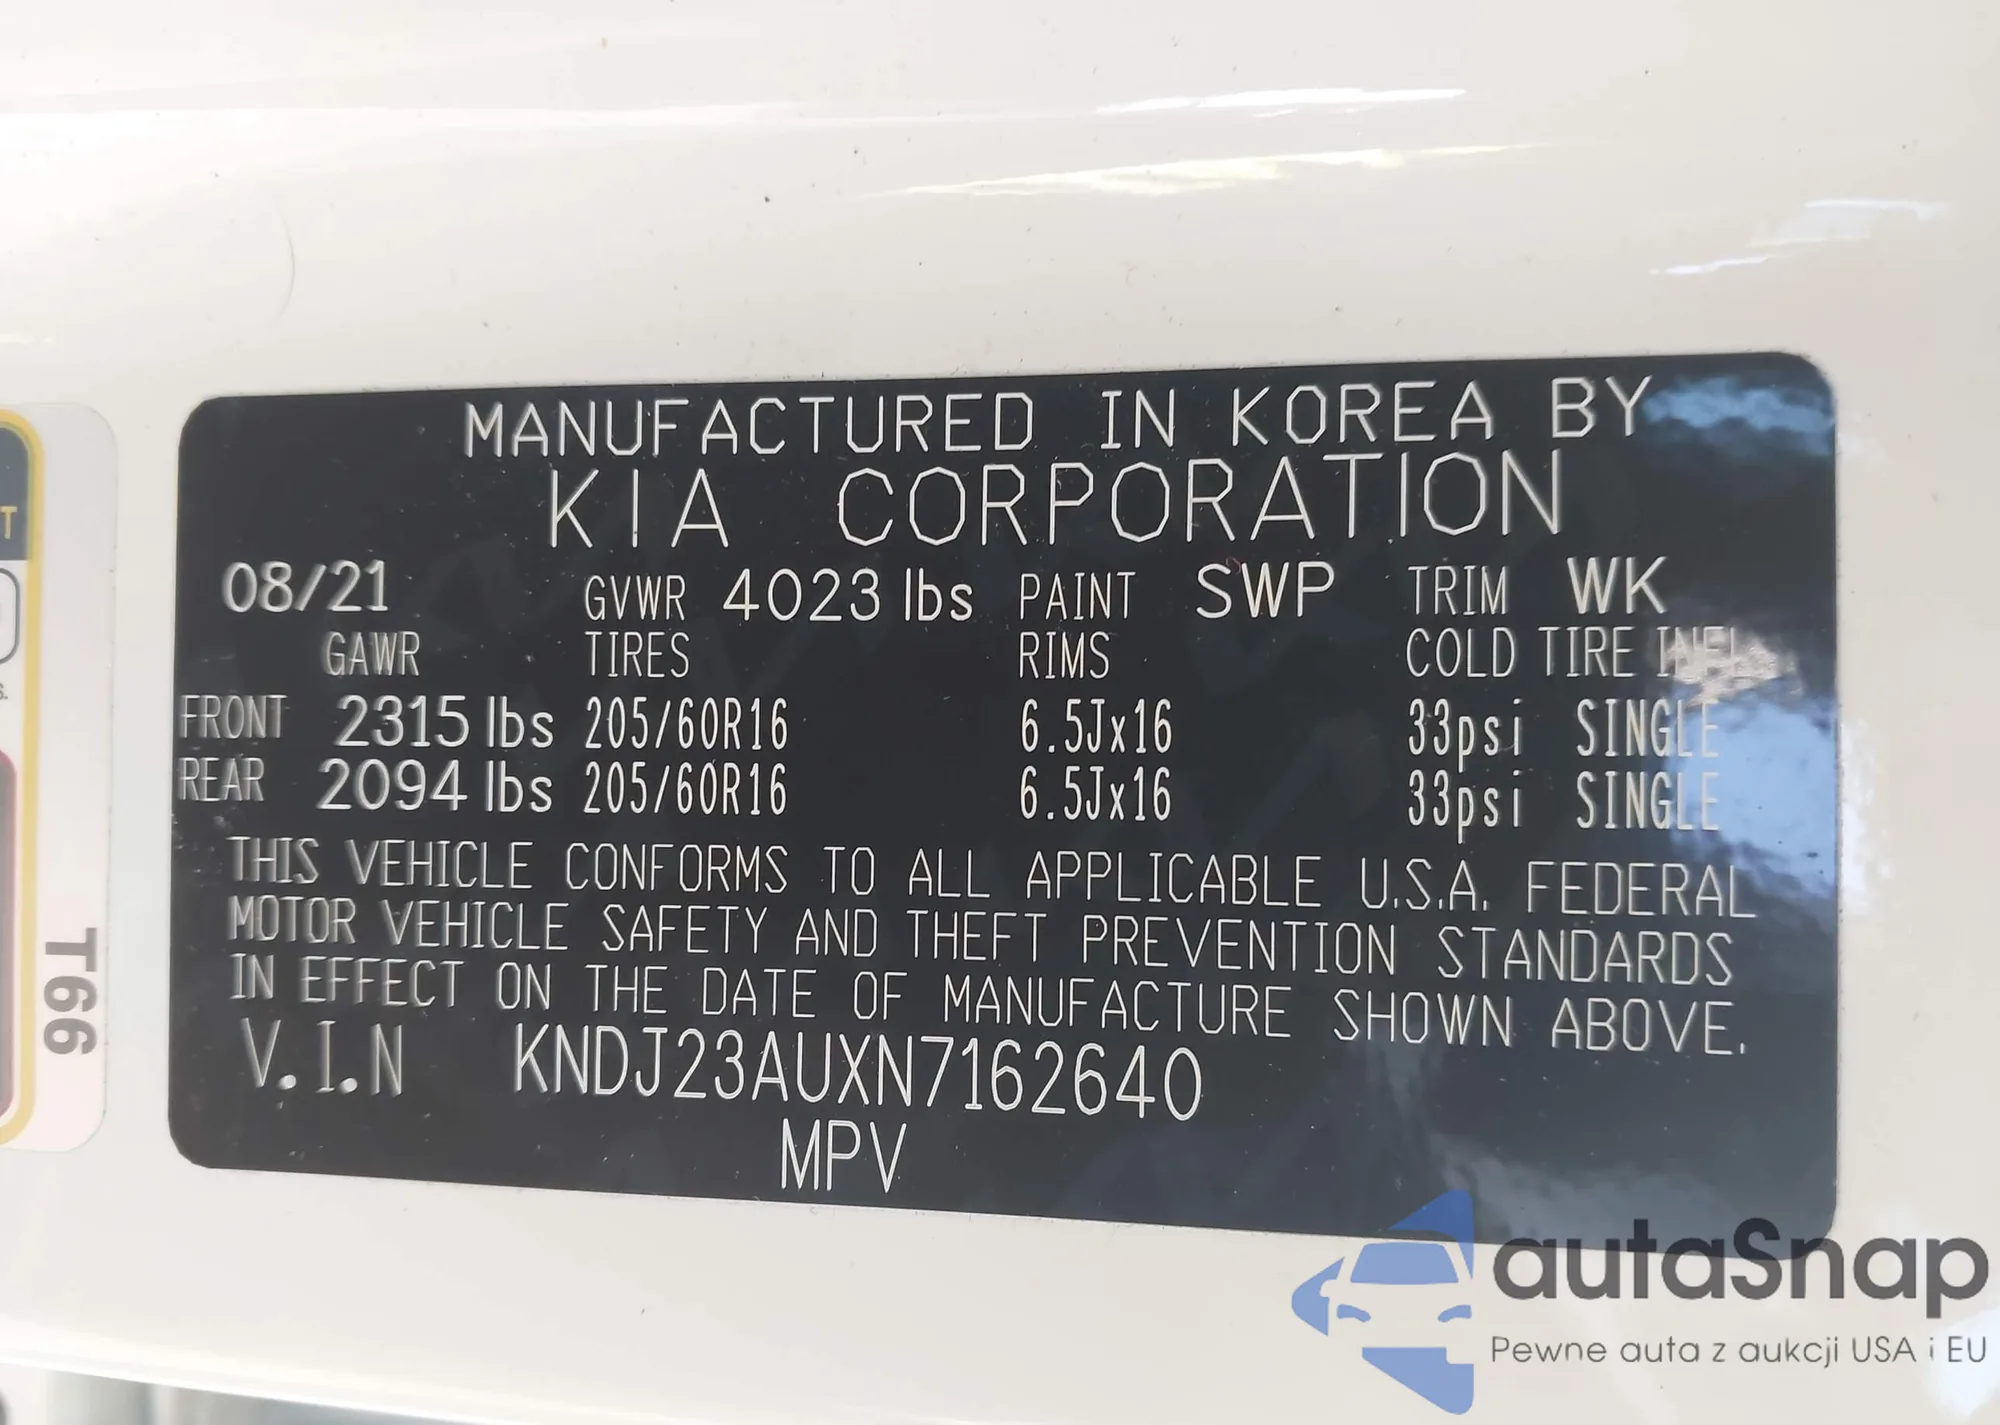 MANUFACTURED IN KOREA BY
KIA CORPORATION
08/21 GVWR 4023 lbs PAINT SWP TRIM WK
GAWR TIRES RIMS COLD TIRE INFL.
FRONT 2315 lbs 205/60R16 6.5Jx16 33psi SINGLE
REAR 2094 lbs 205/60R16 6.5Jx16 33psi SINGLE
THIS VEHICLE CONFORMS TO ALL APPLICABLE U.S.A. FEDERAL
MOTOR VEHICLE SAFETY AND THEFT PREVENTION STANDARDS
IN EFFECT ON THE DATE OF MANUFACTURE SHOWN ABOVE.
V.I.N KNDJ23AUXN7162640
MPV
T66
T
s.
autaSnap
Pewne auta z aukcji USA i EU